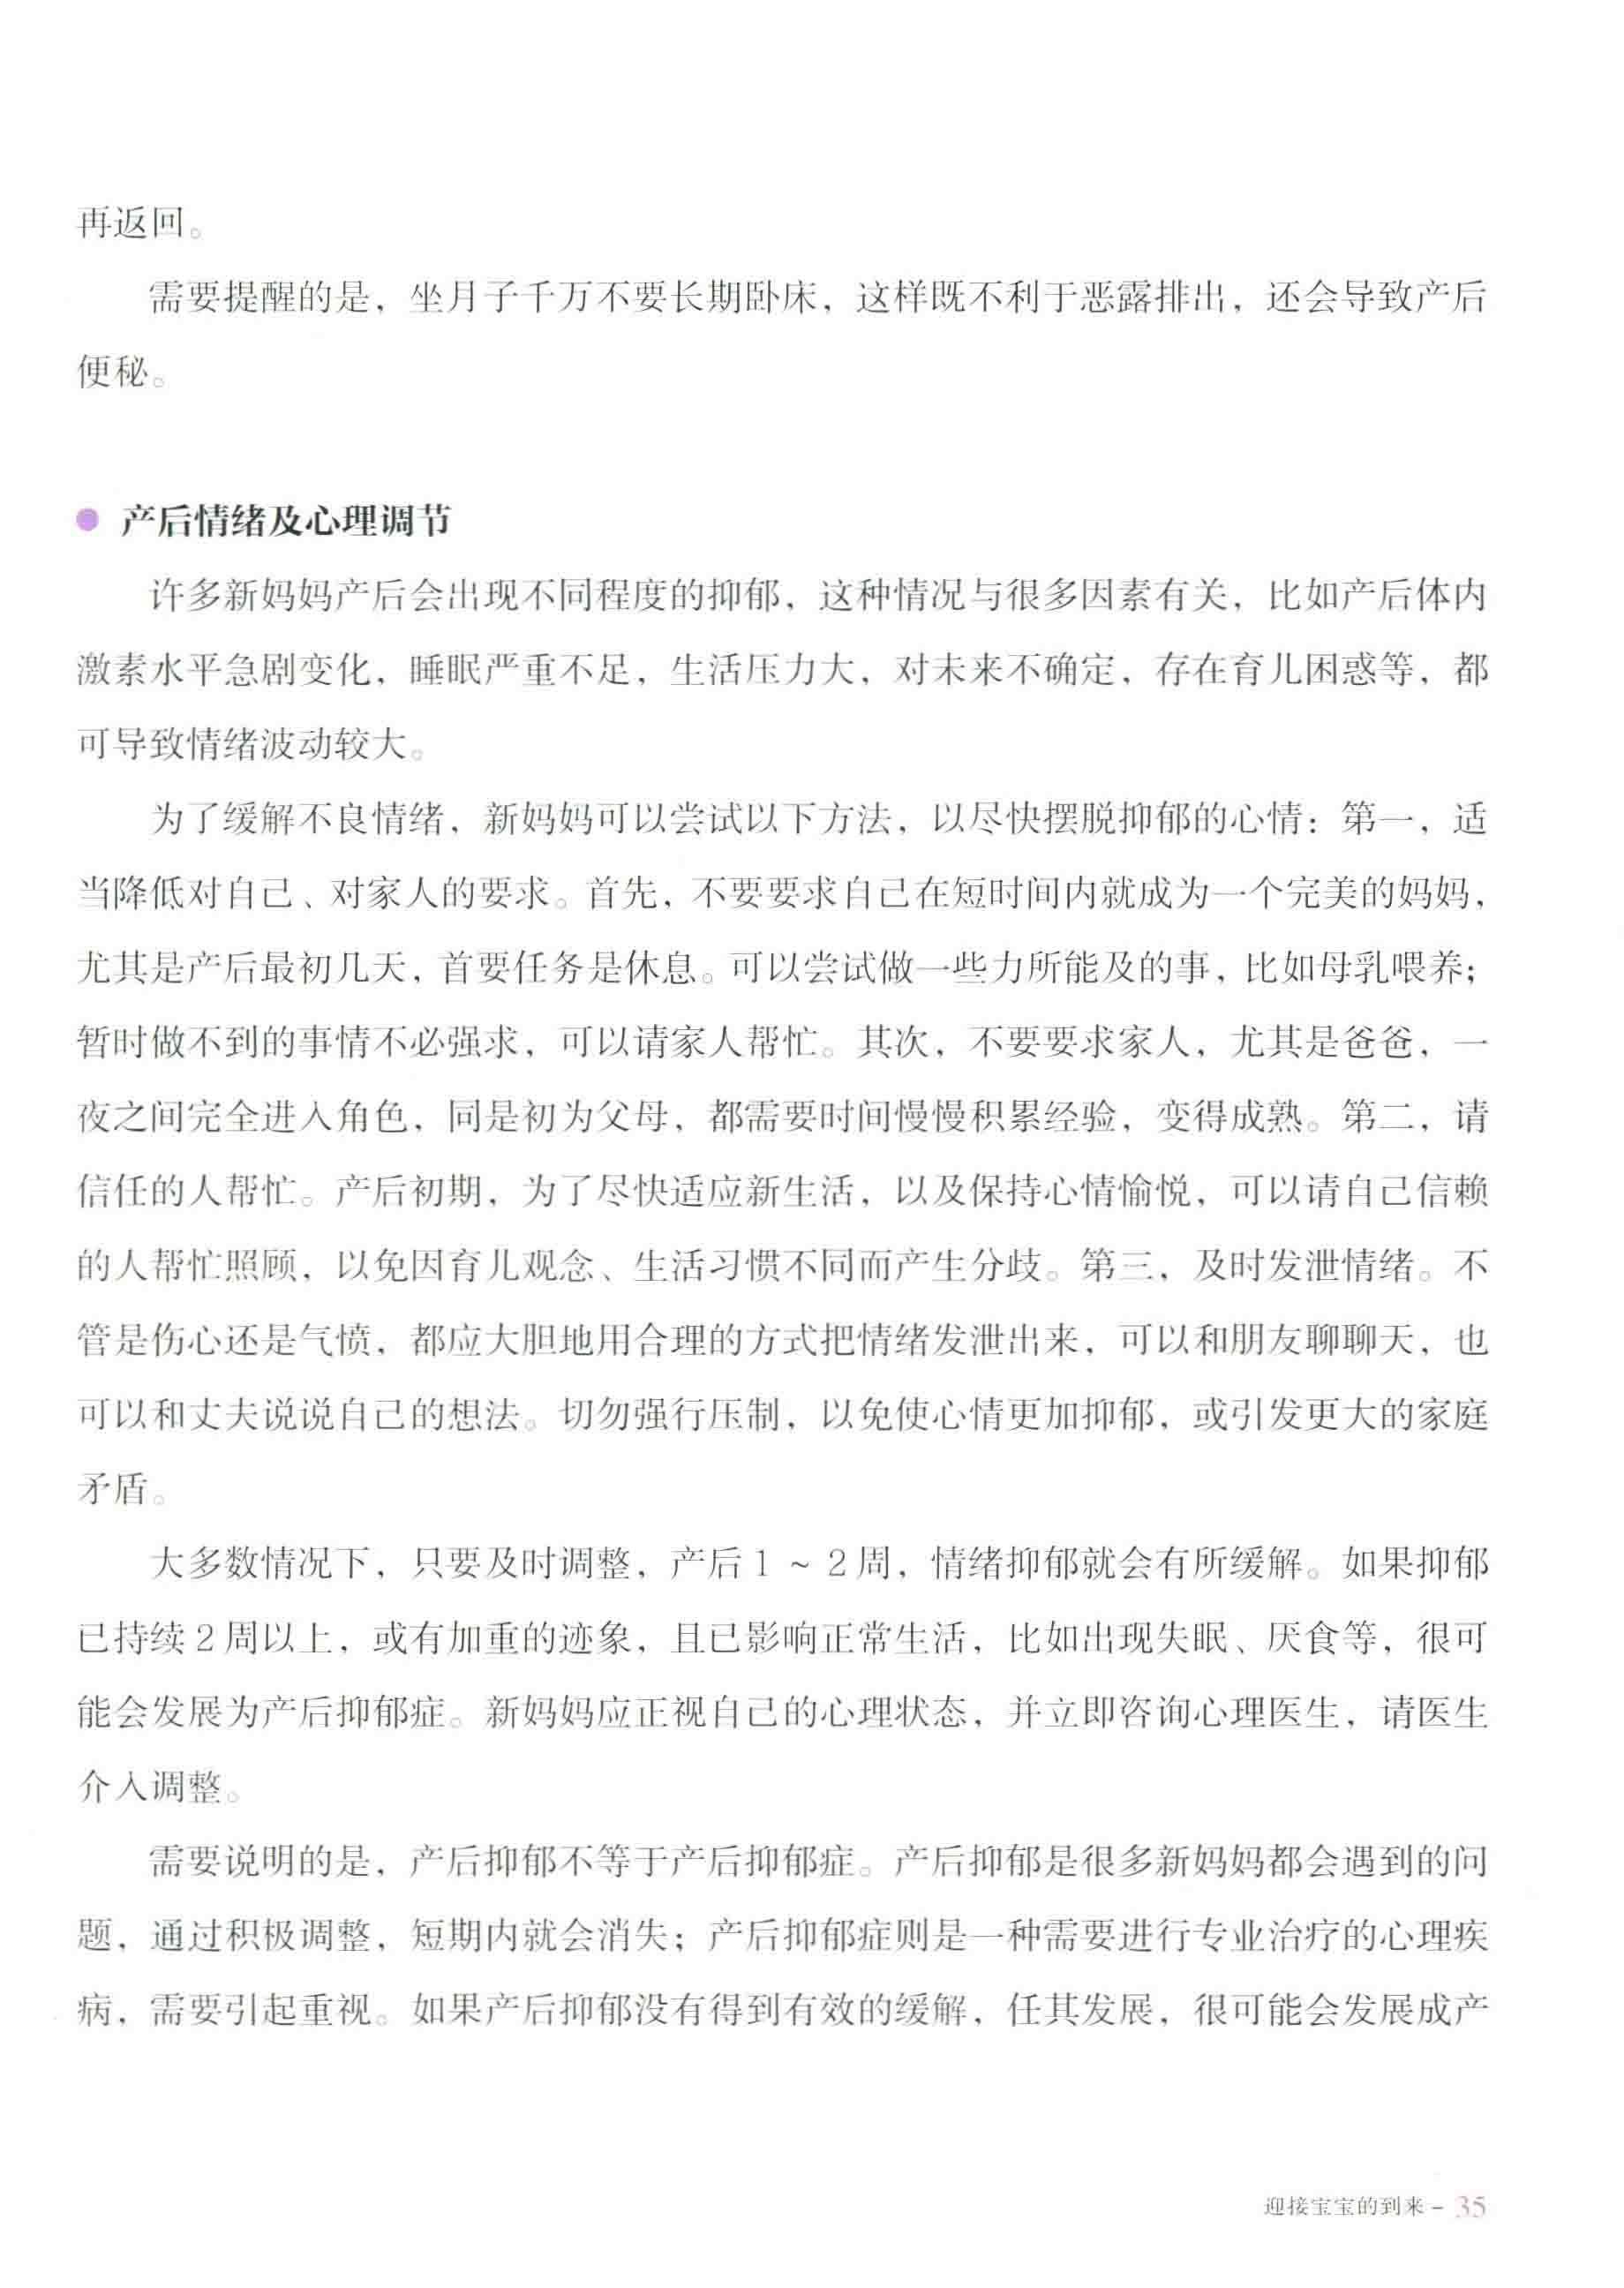 再返回。
需要提醒的是，坐月子千万不要长期卧床，这样既不利于恶露排出，还会导致产后
便秘。
● 产后情绪及心理调节
许多新妈妈产后会出现不同程度的抑郁，这种情况与很多因素有关，比如产后体内
激素水平急剧变化，睡眠严重不足，生活压力大，对未来不确定，存在育儿困惑等，都
可导致情绪波动较大。
为了缓解不良情绪，新妈妈可以尝试以下方法，以尽快摆脱抑郁的心情：第一，适
当降低对自己、对家人的要求。首先，不要要求自己在短时间内就成为一个完美的妈妈，
尤其是产后最初几天，首要任务是休息。可以尝试做一些力所能及的事，比如母乳喂养；
暂时做不到的事情不必强求，可以请家人帮忙。其次，不要要求家人，尤其是爸爸，一
夜之间完全进入角色，同是初为父母，都需要时间慢慢积累经验，变得成熟。第二，请
信任的人帮忙。产后初期，为了尽快适应新生活，以及保持心情愉悦，可以请自己信赖
的人帮忙照顾，以免因育儿观念、生活习惯不同而产生分歧。第三，及时发泄情绪。不
管是伤心还是气愤，都应大胆地用合理的方式把情绪发泄出来，可以和朋友聊聊天，也
可以和丈夫说说自己的想法。切勿强行压制，以免使心情更加抑郁，或引发更大的家庭
矛盾。
大多数情况下，只要及时调整，产后1～2周，情绪抑郁就会有所缓解。如果抑郁
已持续2周以上，或有加重的迹象，且已影响正常生活，比如出现失眠、厌食等，很可
能会发展为产后抑郁症。新妈妈应正视自己的心理状态，并立即咨询心理医生，请医生
介入调整。
需要说明的是，产后抑郁不等于产后抑郁症。产后抑郁是很多新妈妈都会遇到的问
题，通过积极调整，短期内就会消失；产后抑郁症则是一种需要进行专业治疗的心理疾
病，需要引起重视。如果产后抑郁没有得到有效的缓解，任其发展，很可能会发展成产
迎接宝宝的到来 – 35